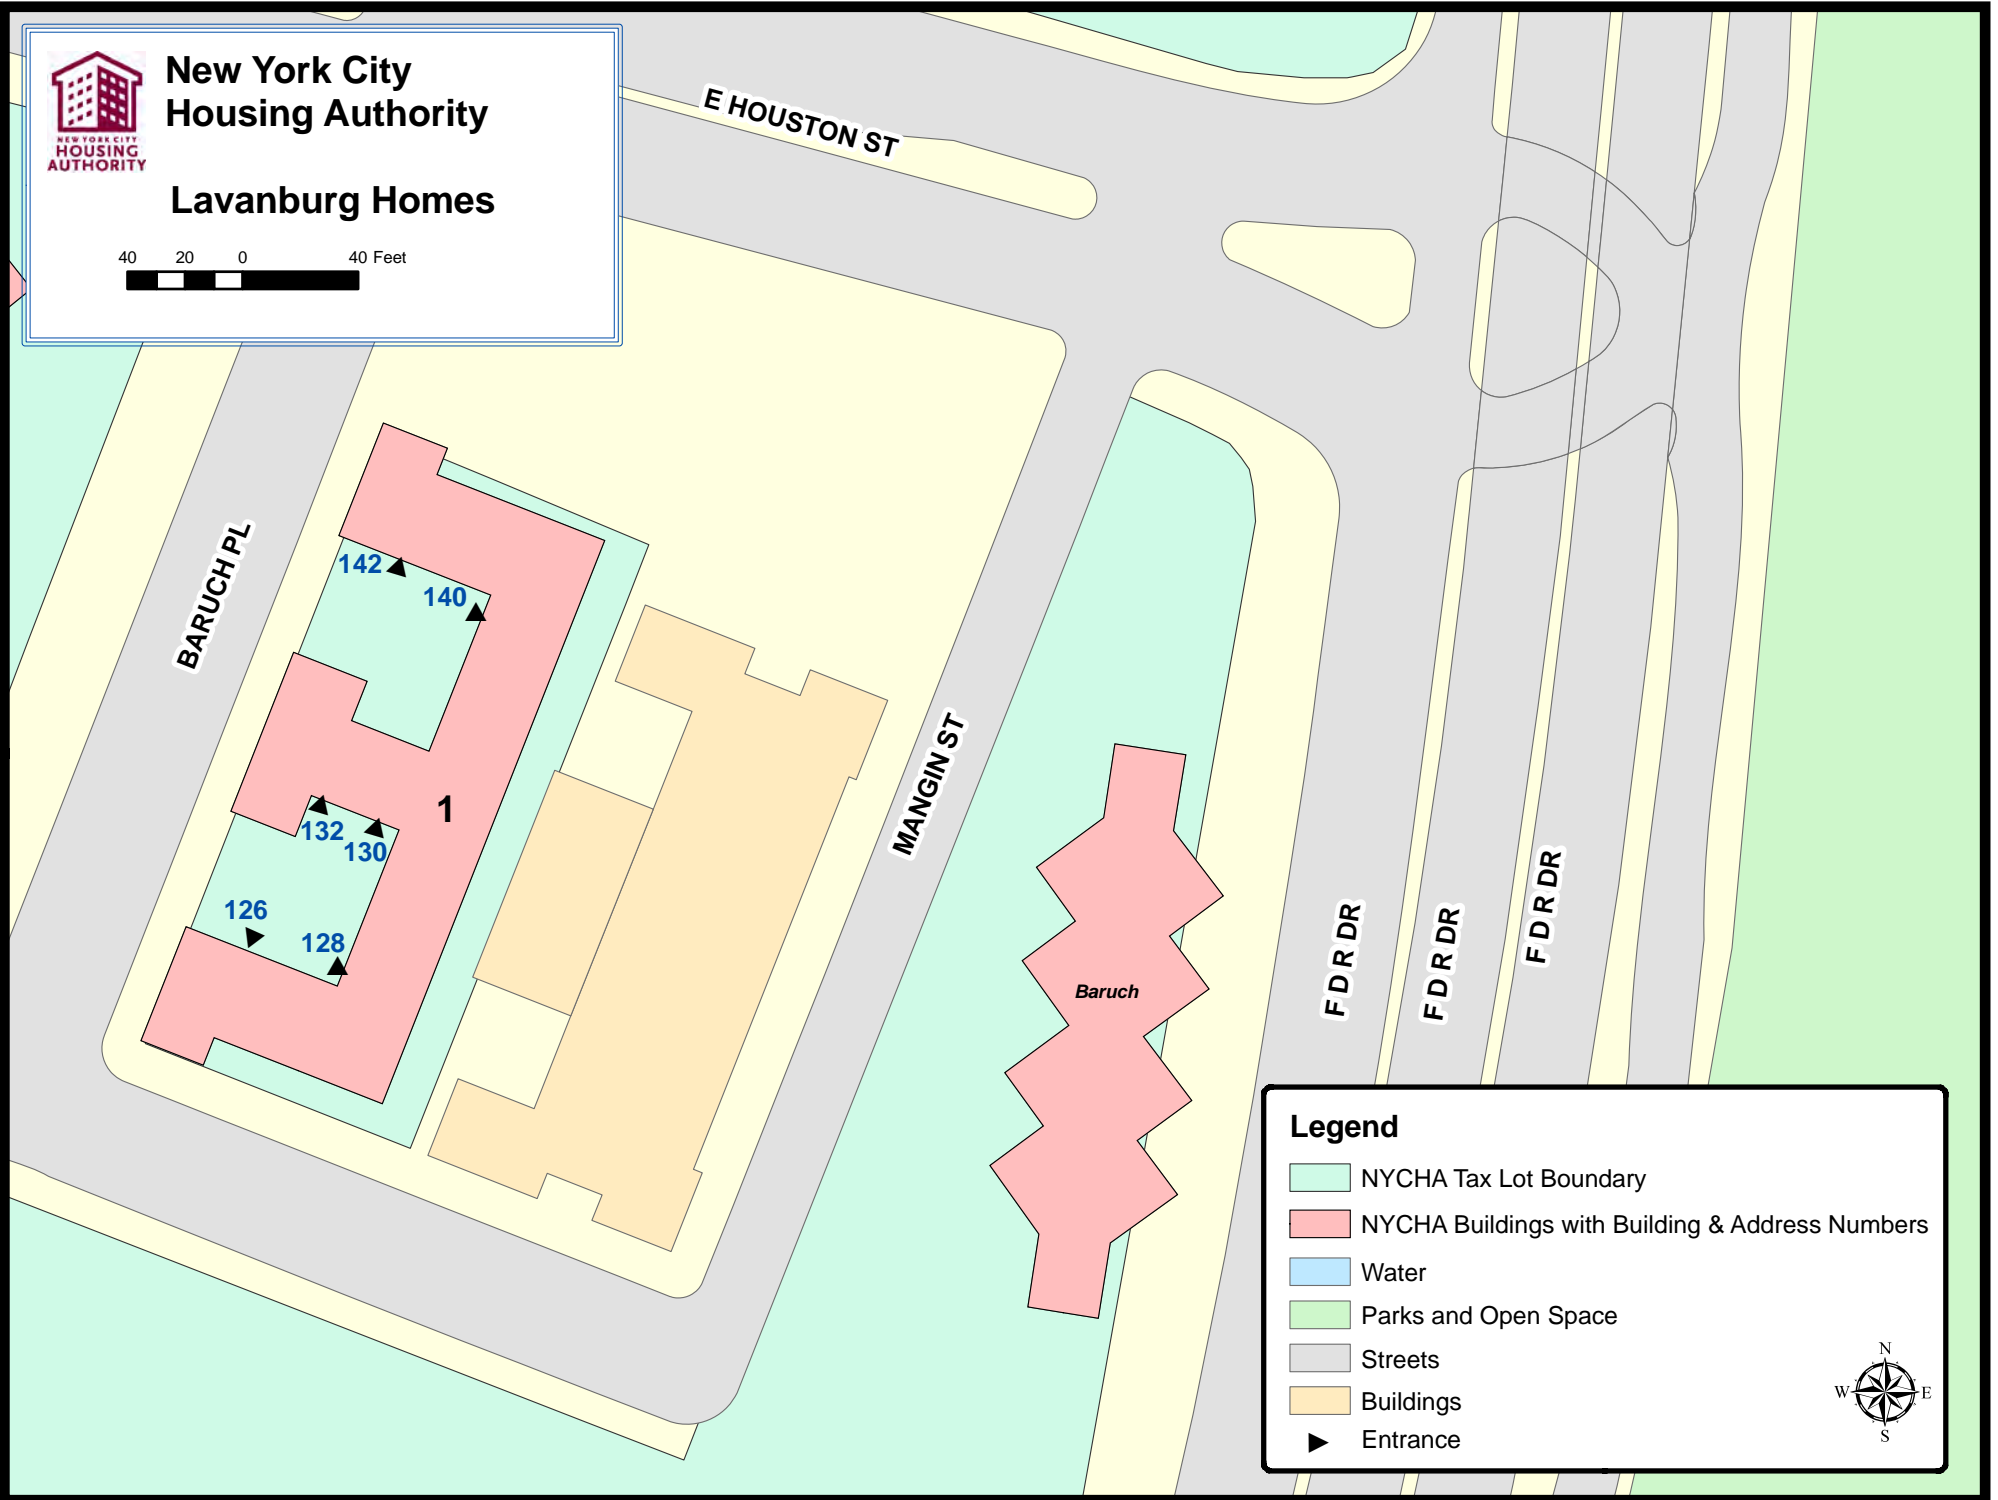 New York City
Housing Authority
NEW YORK CITY
HOUSING
AUTHORITY
Lavanburg Homes
40 20 0 40 Feet
E HOUSTON ST
BARUCH PL
142
140
MANGIN ST
1
132
130
126
128
Baruch
F D R DR
F D R DR
F D R DR
Legend
NYCHA Tax Lot Boundary
NYCHA Buildings with Building & Address Numbers
Water
Parks and Open Space
Streets
Buildings
Entrance
N
W E
S